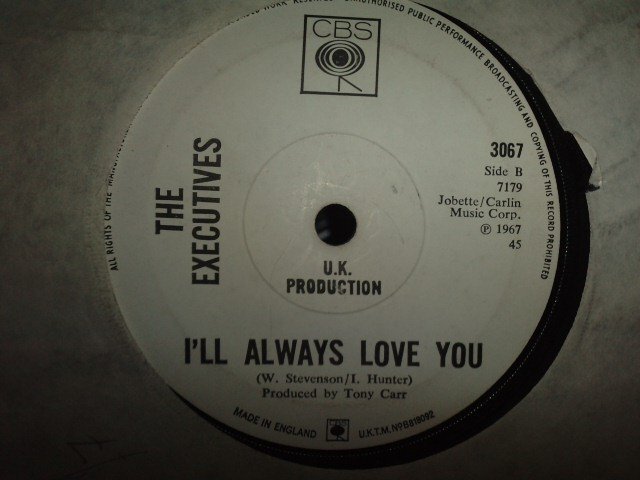 ALL RIGHTS OF THE
UNAUTHORISED PUBLIC PERFORMANCE BROADCASTING AND COPYING OF THIS RECORD PROHIBITED
CBS
THE
EXECUTIVES
3067
Side B
7179
Jobette/Carlin
Music Corp.
℗ 1967
45
U.K.
PRODUCTION
I'LL ALWAYS LOVE YOU
(W. Stevenson/I. Hunter)
Produced by Tony Carr
MADE IN ENGLAND
CBS
U.K.T.M. NºB818092